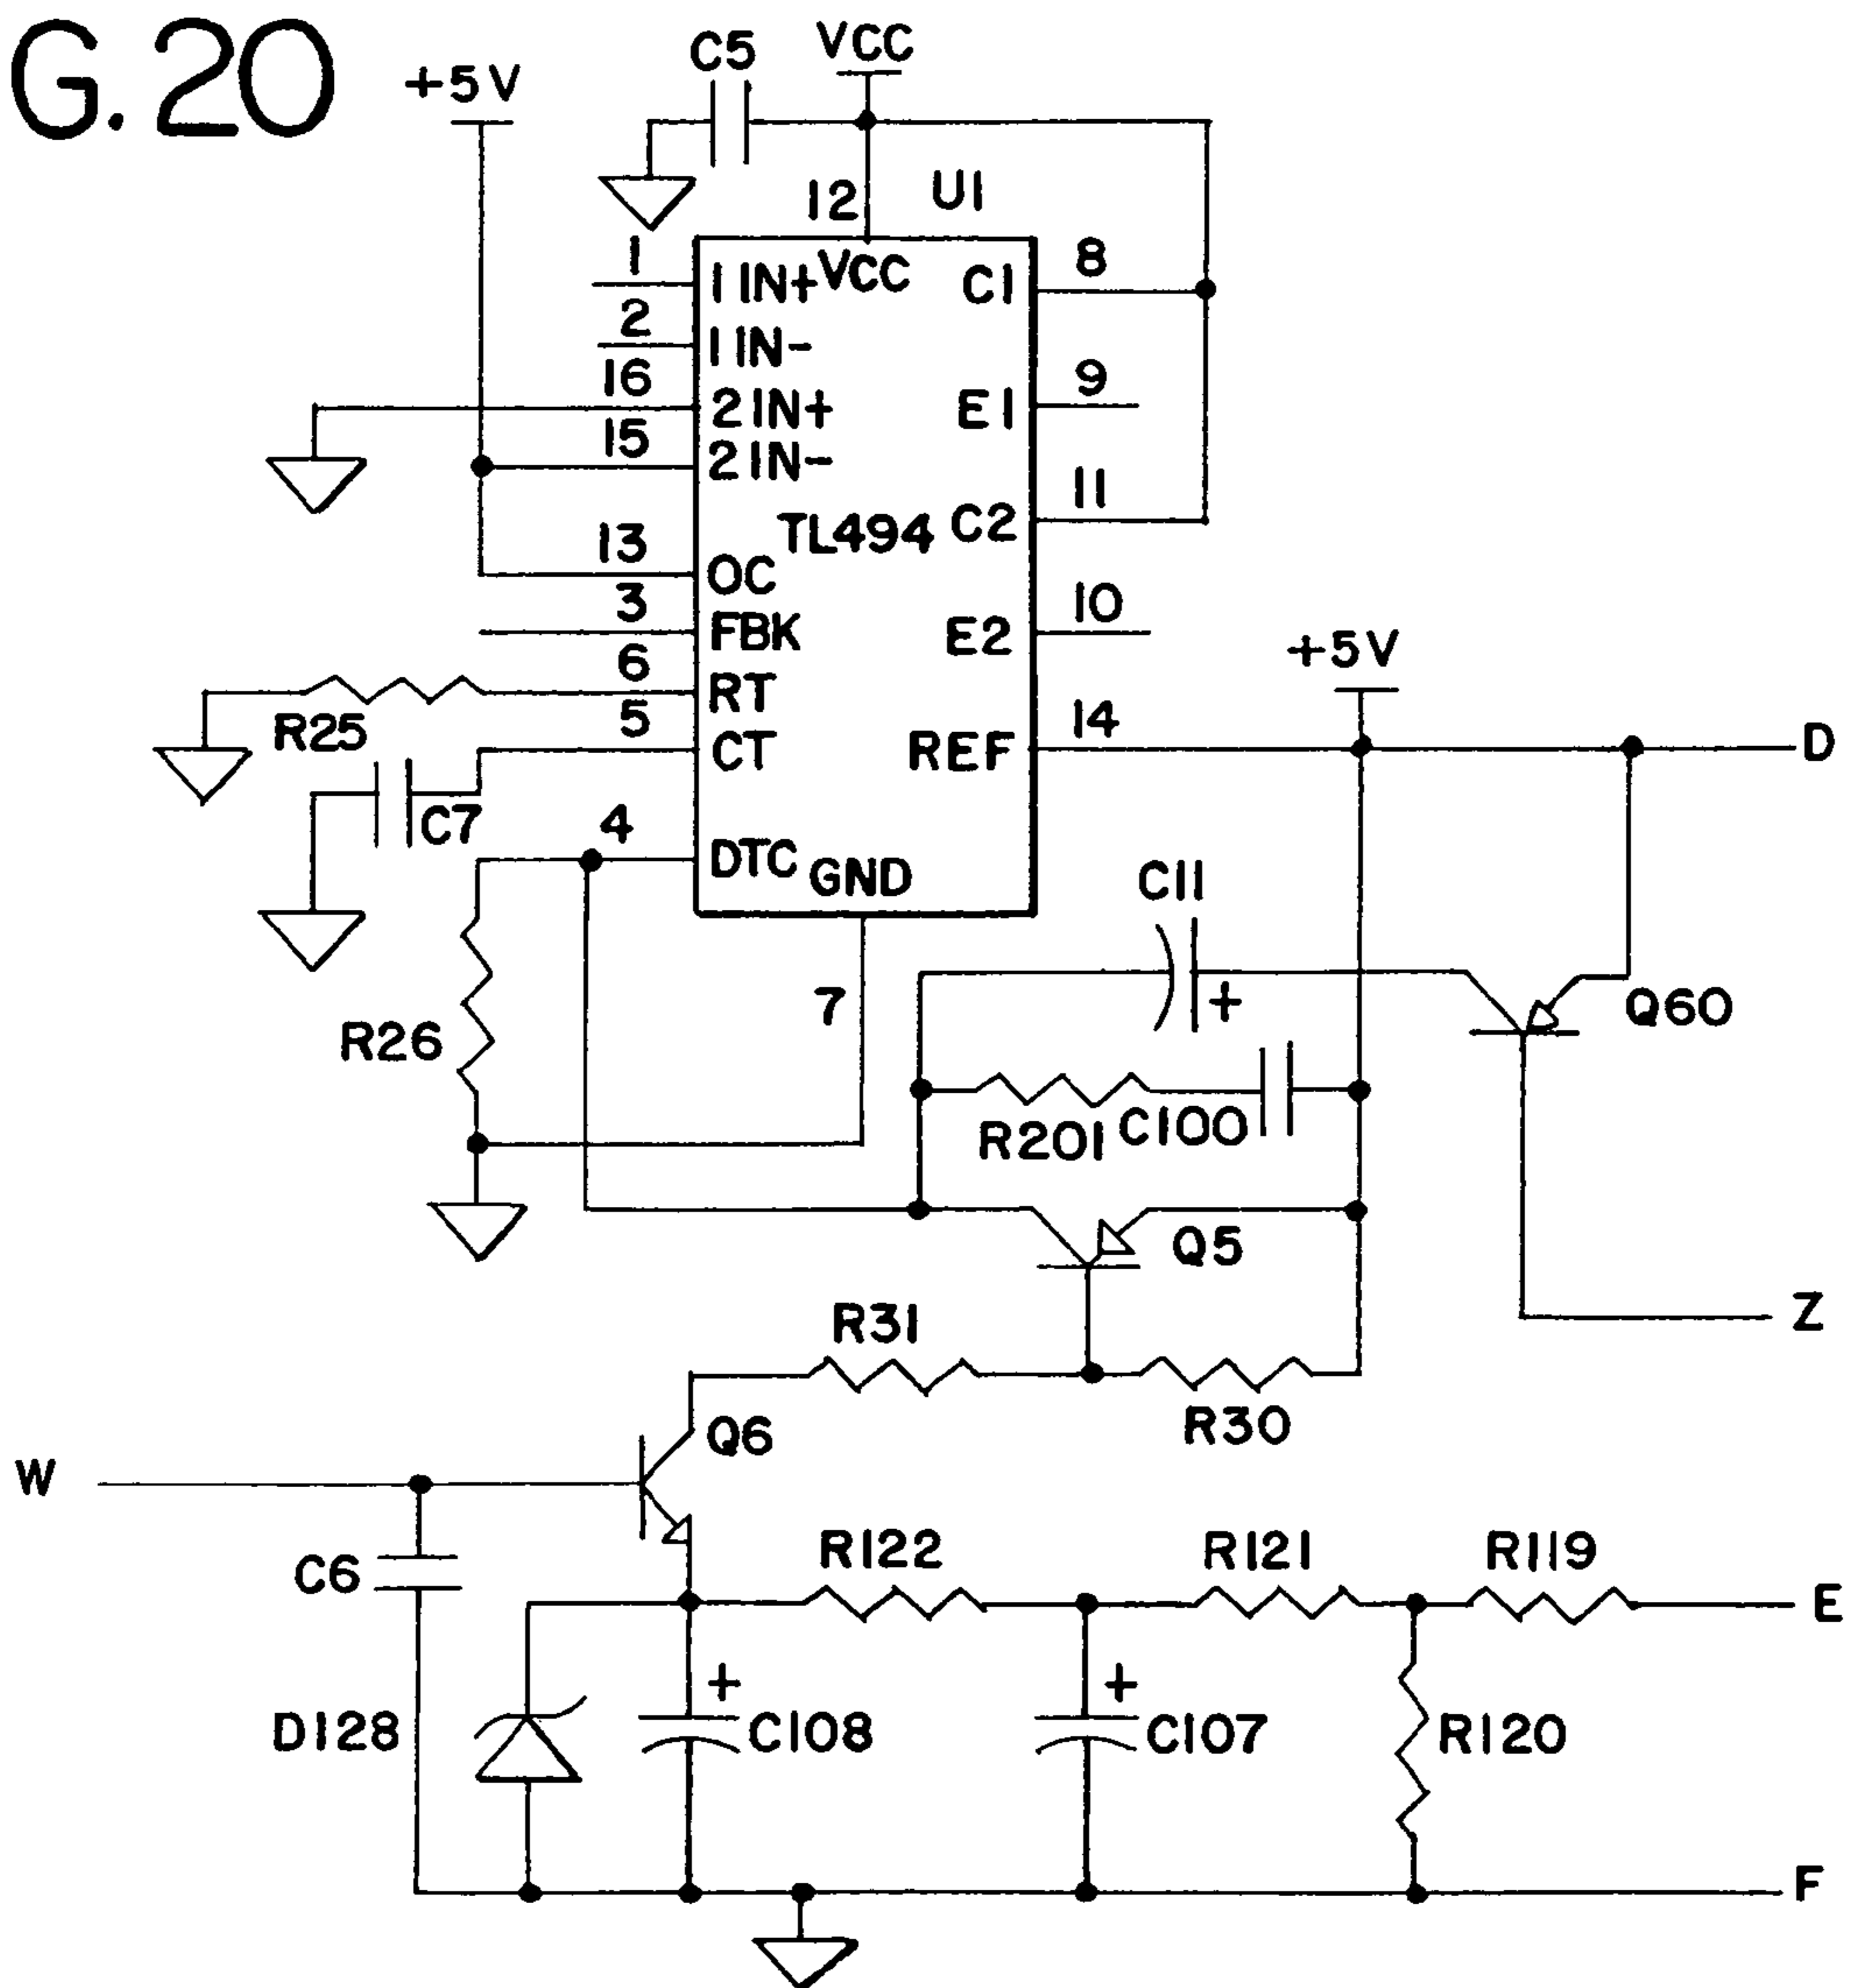 G. 20
+5V
C5
VCC
12
U1
1
1 IN+
VCC
C1
8
2
1 IN-
16
2 IN+
E1
9
15
2 IN-
TL494
C2
11
13
OC
3
FBK
E2
10
6
RT
+5V
R25
5
CT
REF
14
D
C7
4
DTC
GND
C11
+
7
Q60
R26
R201
C100
Q5
Z
R31
R30
Q6
W
R122
R121
R119
C6
E
+
+
D128
C108
C107
R120
F